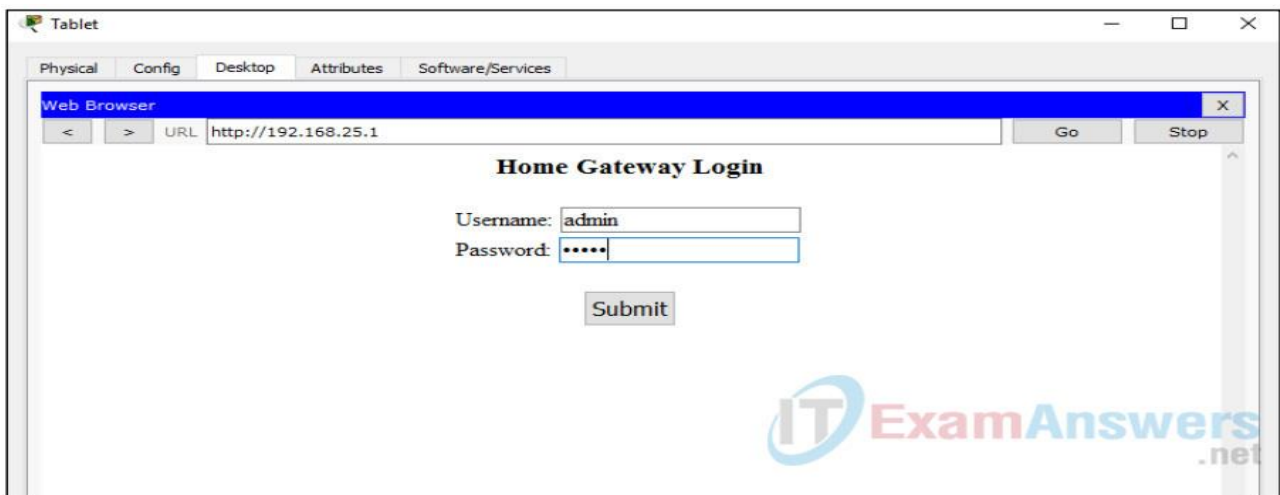 Tablet
Physical Config Desktop Attributes Software/Services
Web Browser X
< > URL http://192.168.25.1 Go Stop
Home Gateway Login
Username: admin
Password: •••••
Submit
ITExamAnswers
.net